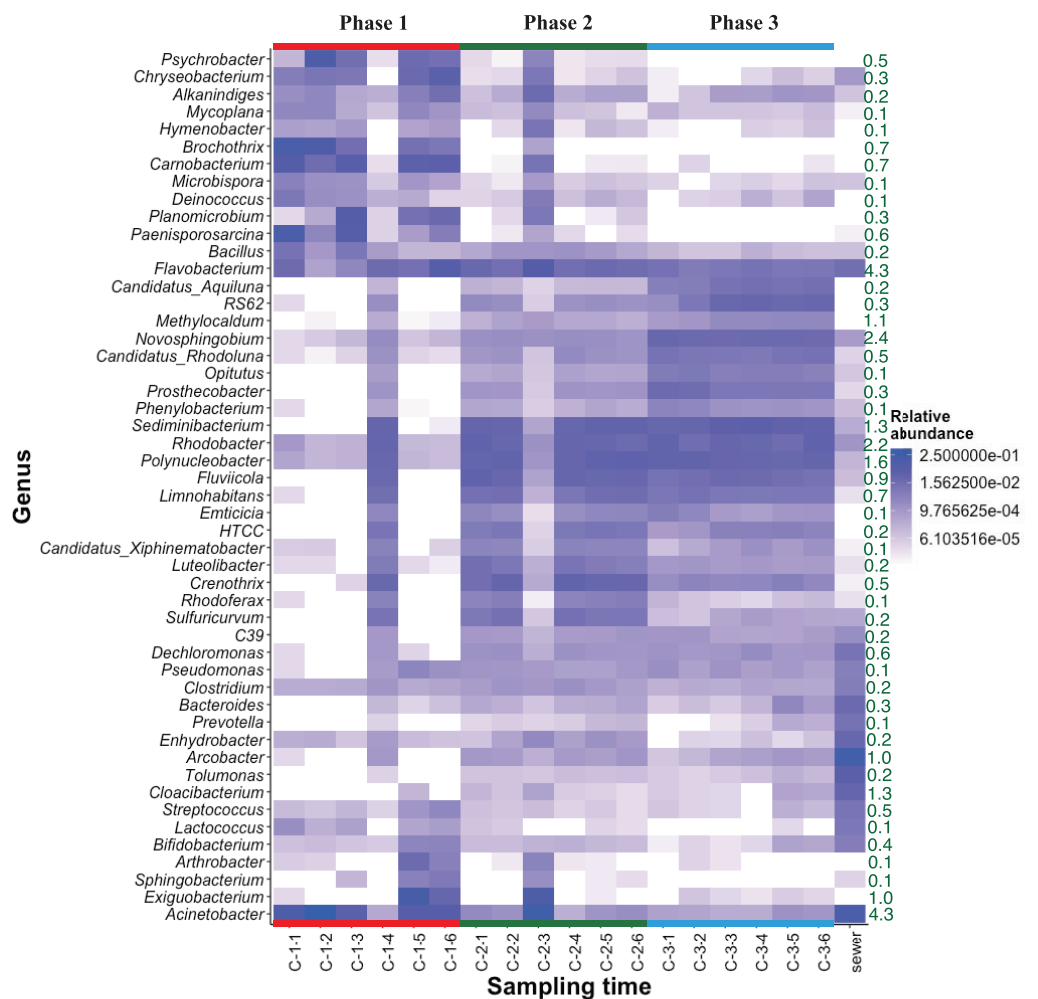 Phase 1 Phase 2 Phase 3
Genus
Psychrobacter 0.5
Chryseobacterium 0.3
Alkanindiges 0.2
Mycoplana 0.1
Hymenobacter 0.1
Brochothrix 0.7
Carnobacterium 0.7
Microbispora 0.1
Deinococcus 0.1
Planomicrobium 0.3
Paenisporosarcina 0.6
Bacillus 0.2
Flavobacterium 4.3
Candidatus_Aquiluna 0.2
RS62 0.3
Methylocaldum 1.1
Novosphingobium 2.4
Candidatus_Rhodoluna 0.5
Opitutus 0.1
Prosthecobacter 0.3
Phenylobacterium 0.1
Sediminibacterium 1.3
Rhodobacter 2.2
Polynucleobacter 1.6
Fluviicola 0.9
Limnohabitans 0.7
Emticicia 0.1
HTCC 0.2
Candidatus_Xiphinematobacter 0.1
Luteolibacter 0.2
Crenothrix 0.5
Rhodoferax 0.1
Sulfuricurvum 0.2
C39 0.2
Dechloromonas 0.6
Pseudomonas 0.1
Clostridium 0.2
Bacteroides 0.3
Prevotella 0.1
Enhydrobacter 0.2
Arcobacter 1.0
Tolumonas 0.2
Cloacibacterium 1.3
Streptococcus 0.5
Lactococcus 0.1
Bifidobacterium 0.4
Arthrobacter 0.1
Sphingobacterium 0.1
Exiguobacterium 1.0
Acinetobacter 4.3
Relative
abundance
2.500000e-01
1.562500e-02
9.765625e-04
6.103516e-05
C-1-1 C-1-2 C-1-3 C-1-4 C-1-5 C-1-6 C-2-1 C-2-2 C-2-3 C-2-4 C-2-5 C-2-6 C-3-1 C-3-2 C-3-3 C-3-4 C-3-5 C-3-6 sewer
Sampling time